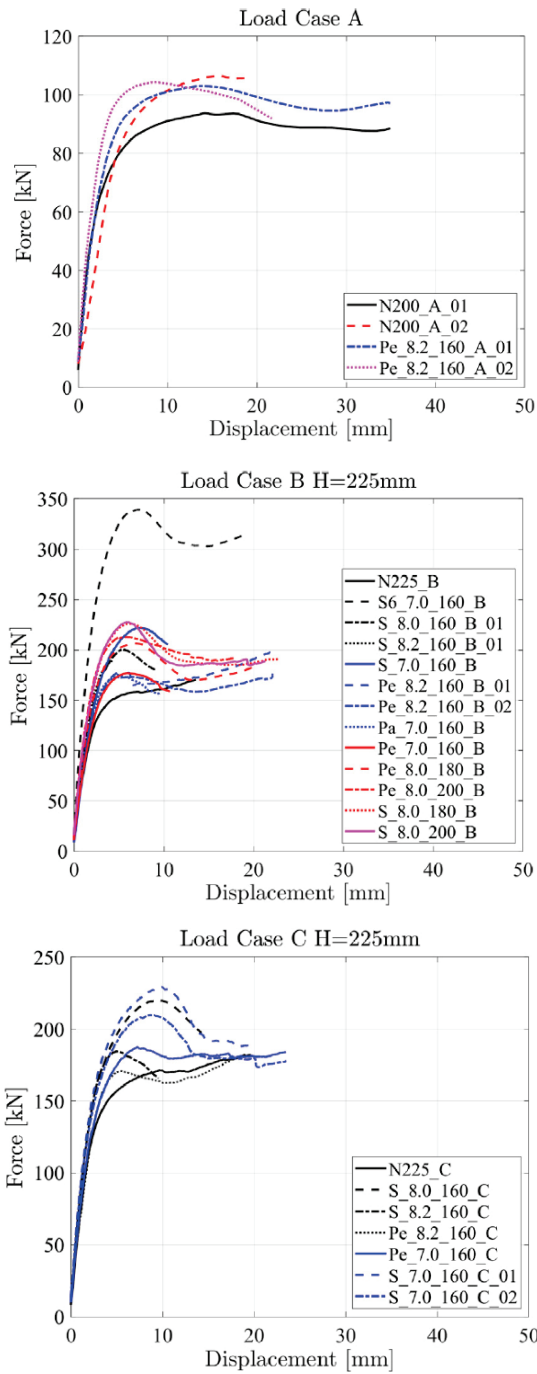 Load Case A
120
100
80
60
40
20
0
Force [kN]
N200_A_01
N200_A_02
Pe_8.2_160_A_01
Pe_8.2_160_A_02
0 10 20 30 40 50
Displacement [mm]
Load Case B H=225mm
350
300
250
200
150
100
50
0
Force [kN]
N225_B
S6_7.0_160_B
S_8.0_160_B_01
S_8.2_160_B_01
S_7.0_160_B
Pe_8.2_160_B_01
Pe_8.2_160_B_02
Pa_7.0_160_B
Pe_7.0_160_B
Pe_8.0_180_B
Pe_8.0_200_B
S_8.0_180_B
S_8.0_200_B
0 10 20 30 40 50
Displacement [mm]
Load Case C H=225mm
250
200
150
100
50
0
Force [kN]
N225_C
S_8.0_160_C
S_8.2_160_C
Pe_8.2_160_C
Pe_7.0_160_C
S_7.0_160_C_01
S_7.0_160_C_02
0 10 20 30 40 50
Displacement [mm]